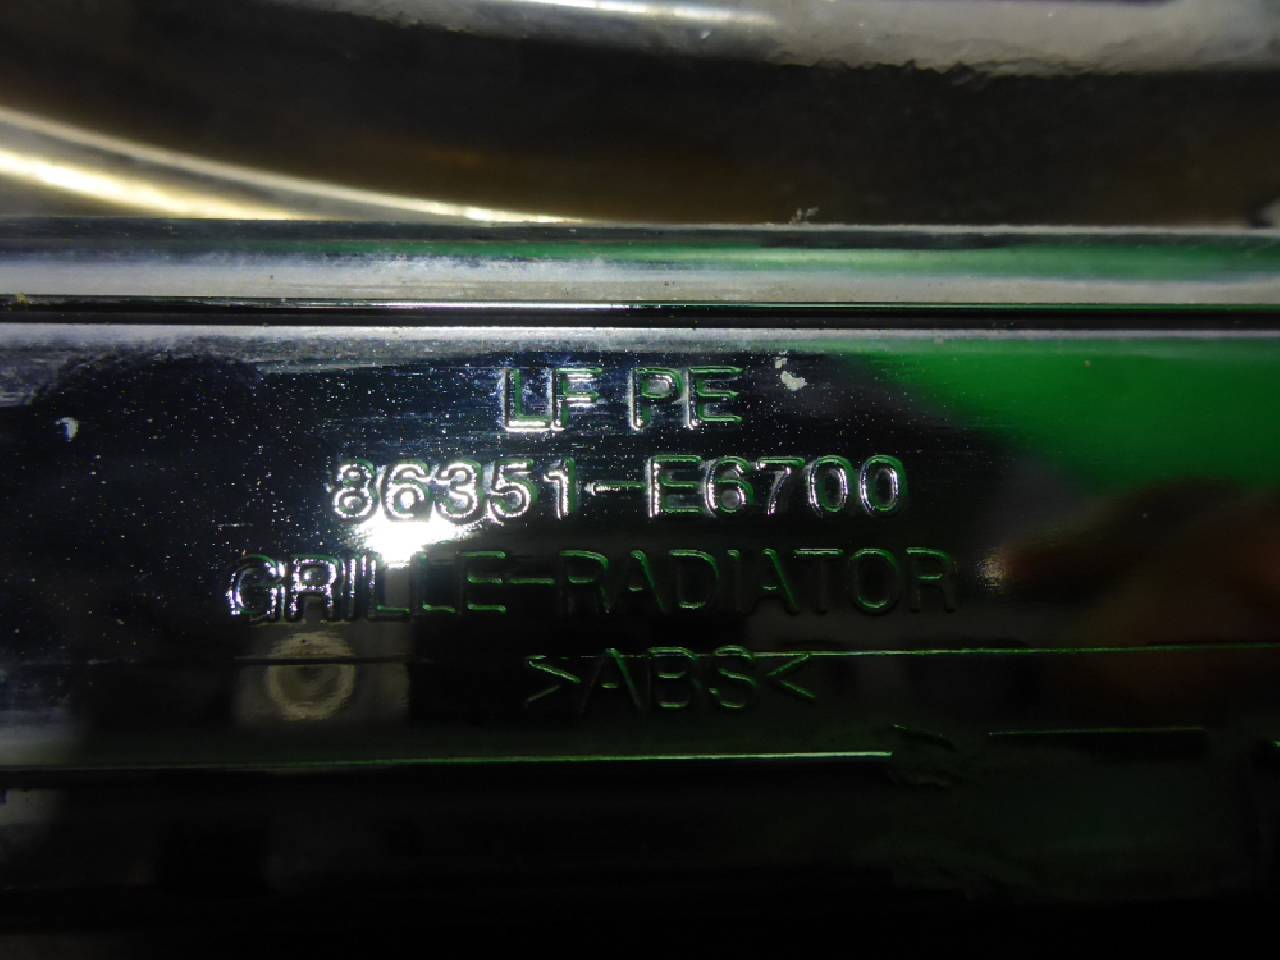 LF PE
86351-E6700
GRILLE-RADIATOR
>ABS<